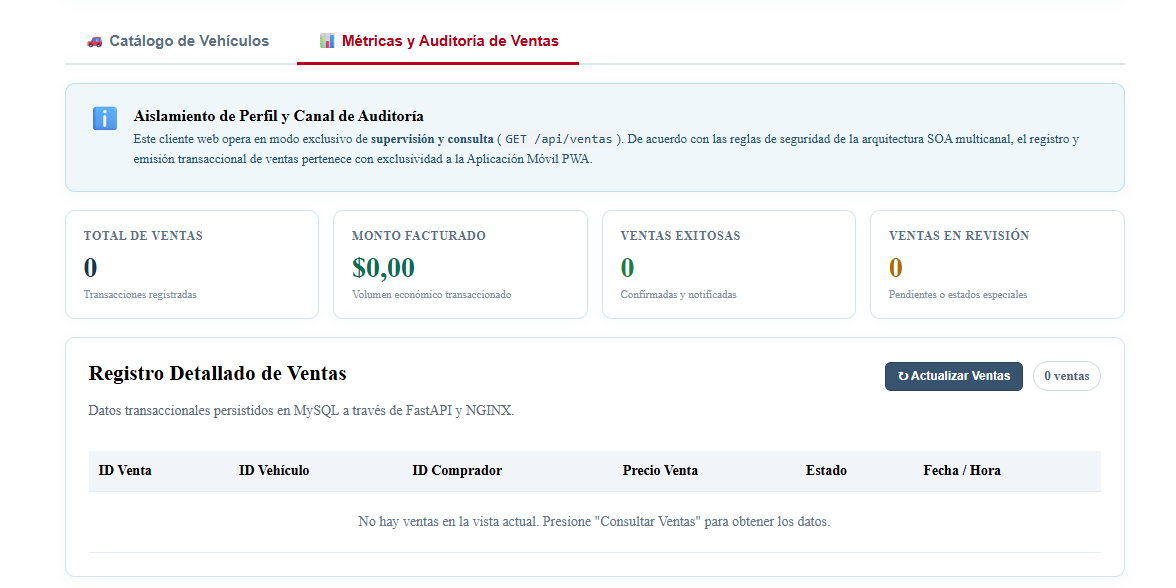 Catálogo de Vehículos
Métricas y Auditoría de Ventas
Aislamiento de Perfil y Canal de Auditoría
Este cliente web opera en modo exclusivo de supervisión y consulta ( GET /api/ventas ). De acuerdo con las reglas de seguridad de la arquitectura SOA multicanal, el registro y
emisión transaccional de ventas pertenece con exclusividad a la Aplicación Móvil PWA.
TOTAL DE VENTAS
0
Transacciones registradas
MONTO FACTURADO
$0,00
Volumen económico transaccionado
VENTAS EXITOSAS
0
Confirmadas y notificadas
VENTAS EN REVISIÓN
0
Pendientes o estados especiales
Registro Detallado de Ventas
↻ Actualizar Ventas
0 ventas
Datos transaccionales persistidos en MySQL a través de FastAPI y NGINX.
ID Venta ID Vehículo ID Comprador Precio Venta Estado Fecha / Hora
No hay ventas en la vista actual. Presione "Consultar Ventas" para obtener los datos.